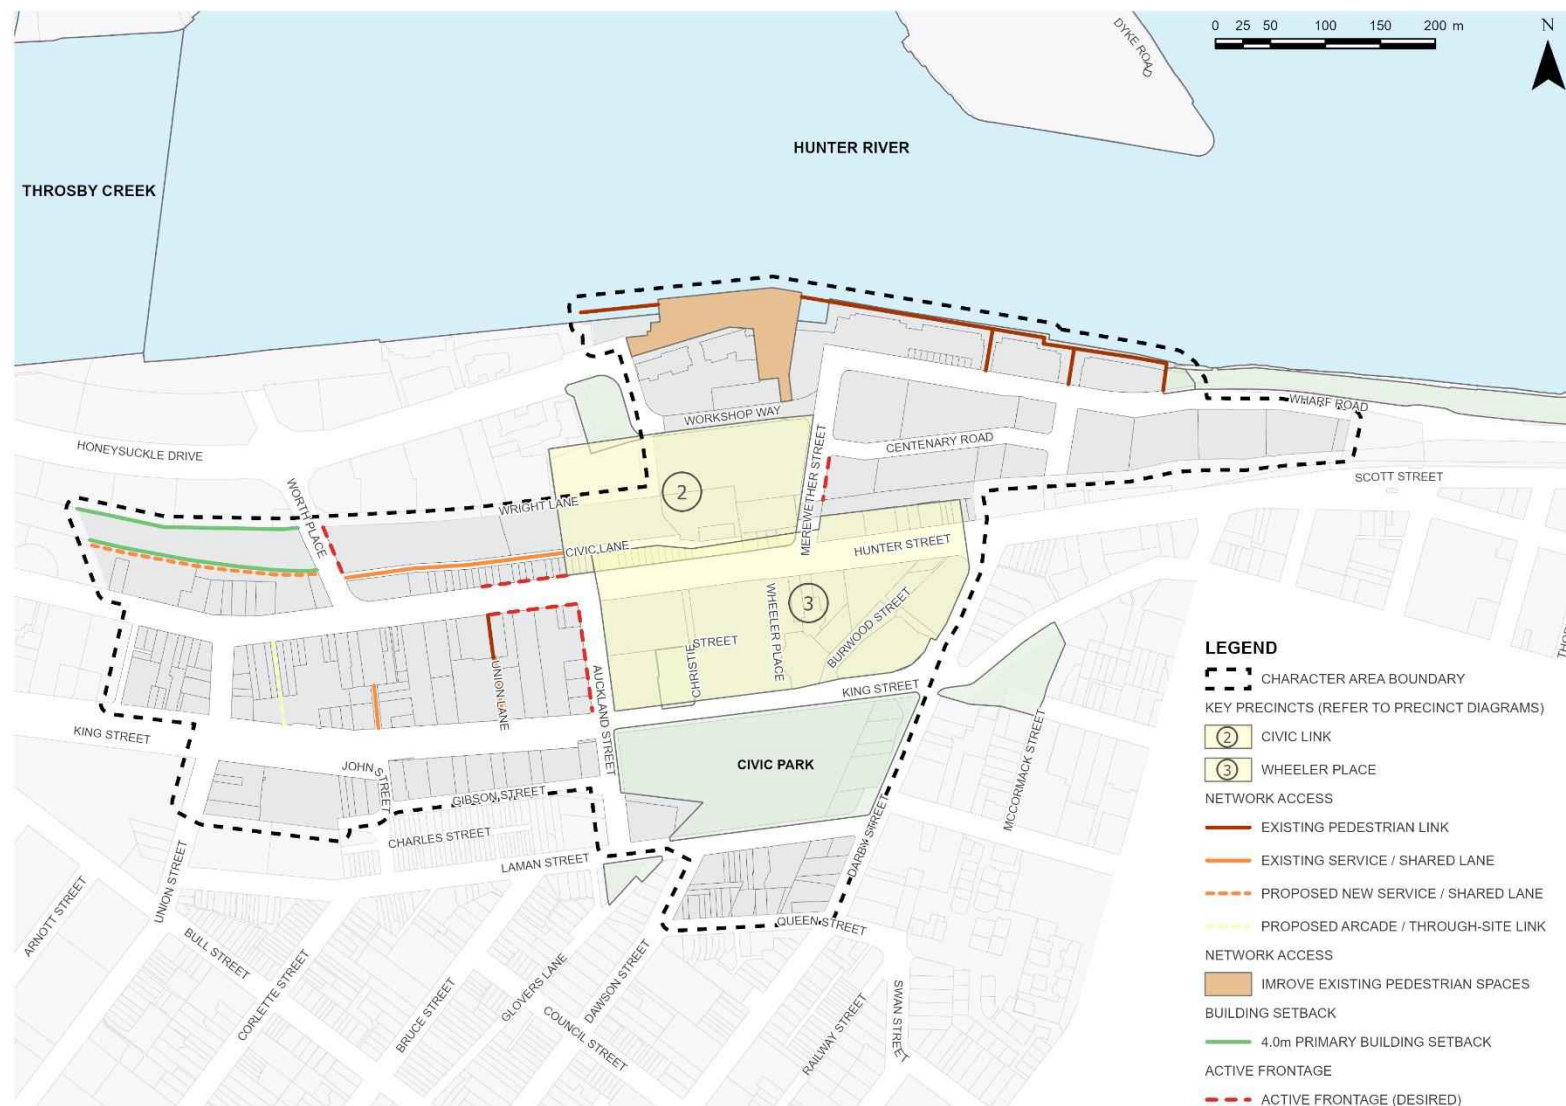 0 25 50 100 150 200 m
N
DYKE ROAD
HUNTER RIVER
THROSBY CREEK
WORKSHOP WAY
WHARF ROAD
HONEYSUCKLE DRIVE
MEREWETHER STREET
CENTENARY ROAD
SCOTT STREET
WORTH PLACE
2
WRIGHT LANE
CIVIC LANE
HUNTER STREET
WHEELER PLACE
3
BURWOOD STREET
STREET
CHRISTIE
UNION LANE
AUCKLAND STREET
KING STREET
KING STREET
JOHN STREET
CIVIC PARK
MCCORMACK STREET
GIBSON STREET
CHARLES STREET
LAMAN STREET
DARBY STREET
UNION STREET
QUEEN STREET
ARNOTT STREET
BULL STREET
CORLETTE STREET
BRUCE STREET
GLOVERS LANE
DAWSON STREET
COUNCIL STREET
RAILWAY STREET
SWAN STREET
LEGEND
CHARACTER AREA BOUNDARY
KEY PRECINCTS (REFER TO PRECINCT DIAGRAMS)
2 CIVIC LINK
3 WHEELER PLACE
NETWORK ACCESS
EXISTING PEDESTRIAN LINK
EXISTING SERVICE / SHARED LANE
PROPOSED NEW SERVICE / SHARED LANE
PROPOSED ARCADE / THROUGH-SITE LINK
NETWORK ACCESS
IMROVE EXISTING PEDESTRIAN SPACES
BUILDING SETBACK
4.0m PRIMARY BUILDING SETBACK
ACTIVE FRONTAGE
ACTIVE FRONTAGE (DESIRED)